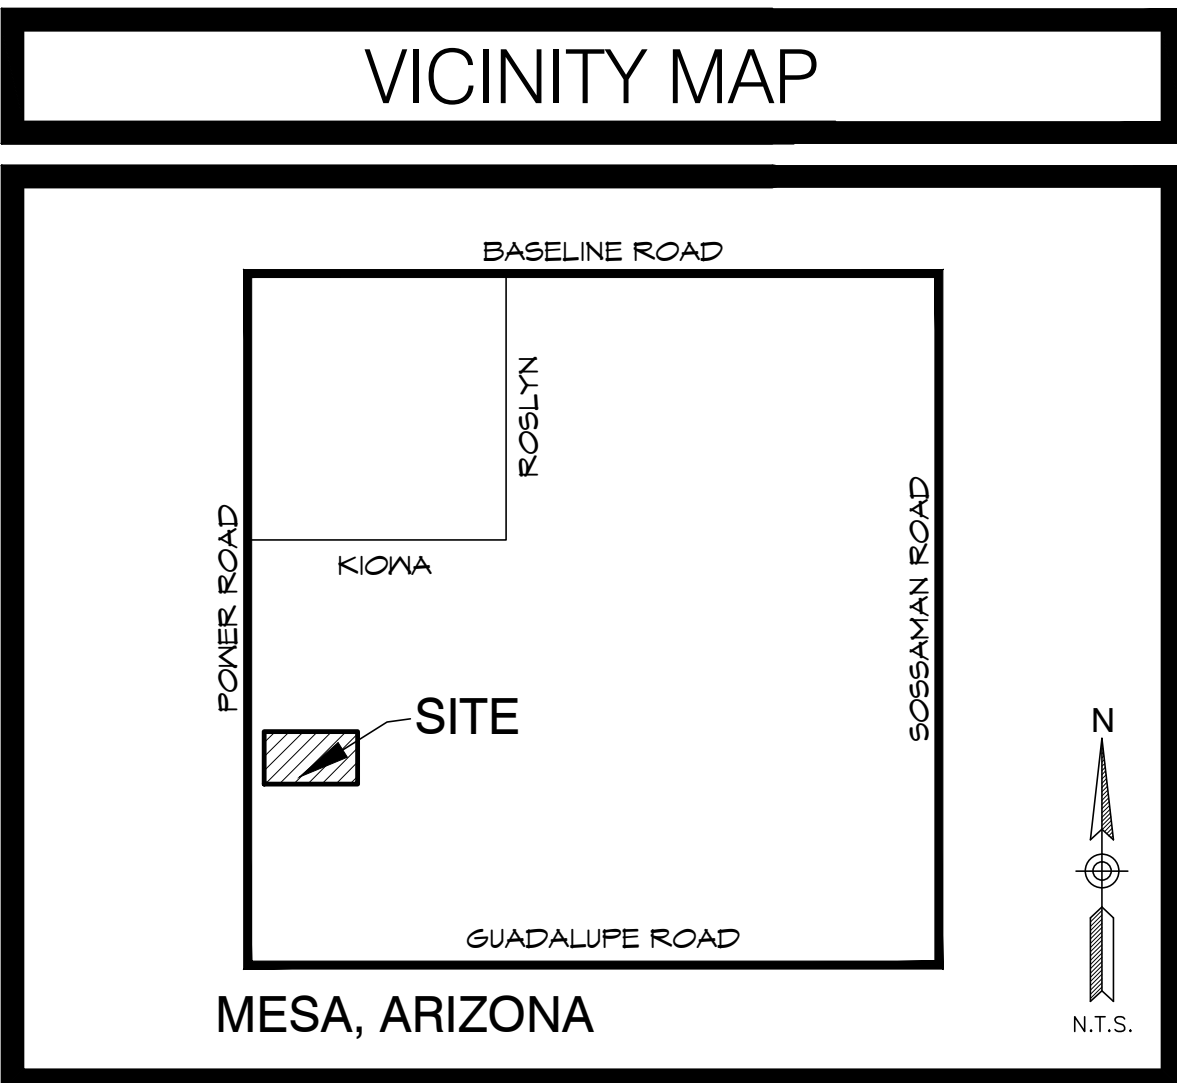 VICINITY MAP
BASELINE ROAD
ROSLYN
KIOWA
POWER ROAD
SOSSAMAN ROAD
SITE
N
GUADALUPE ROAD
MESA, ARIZONA
N.T.S.